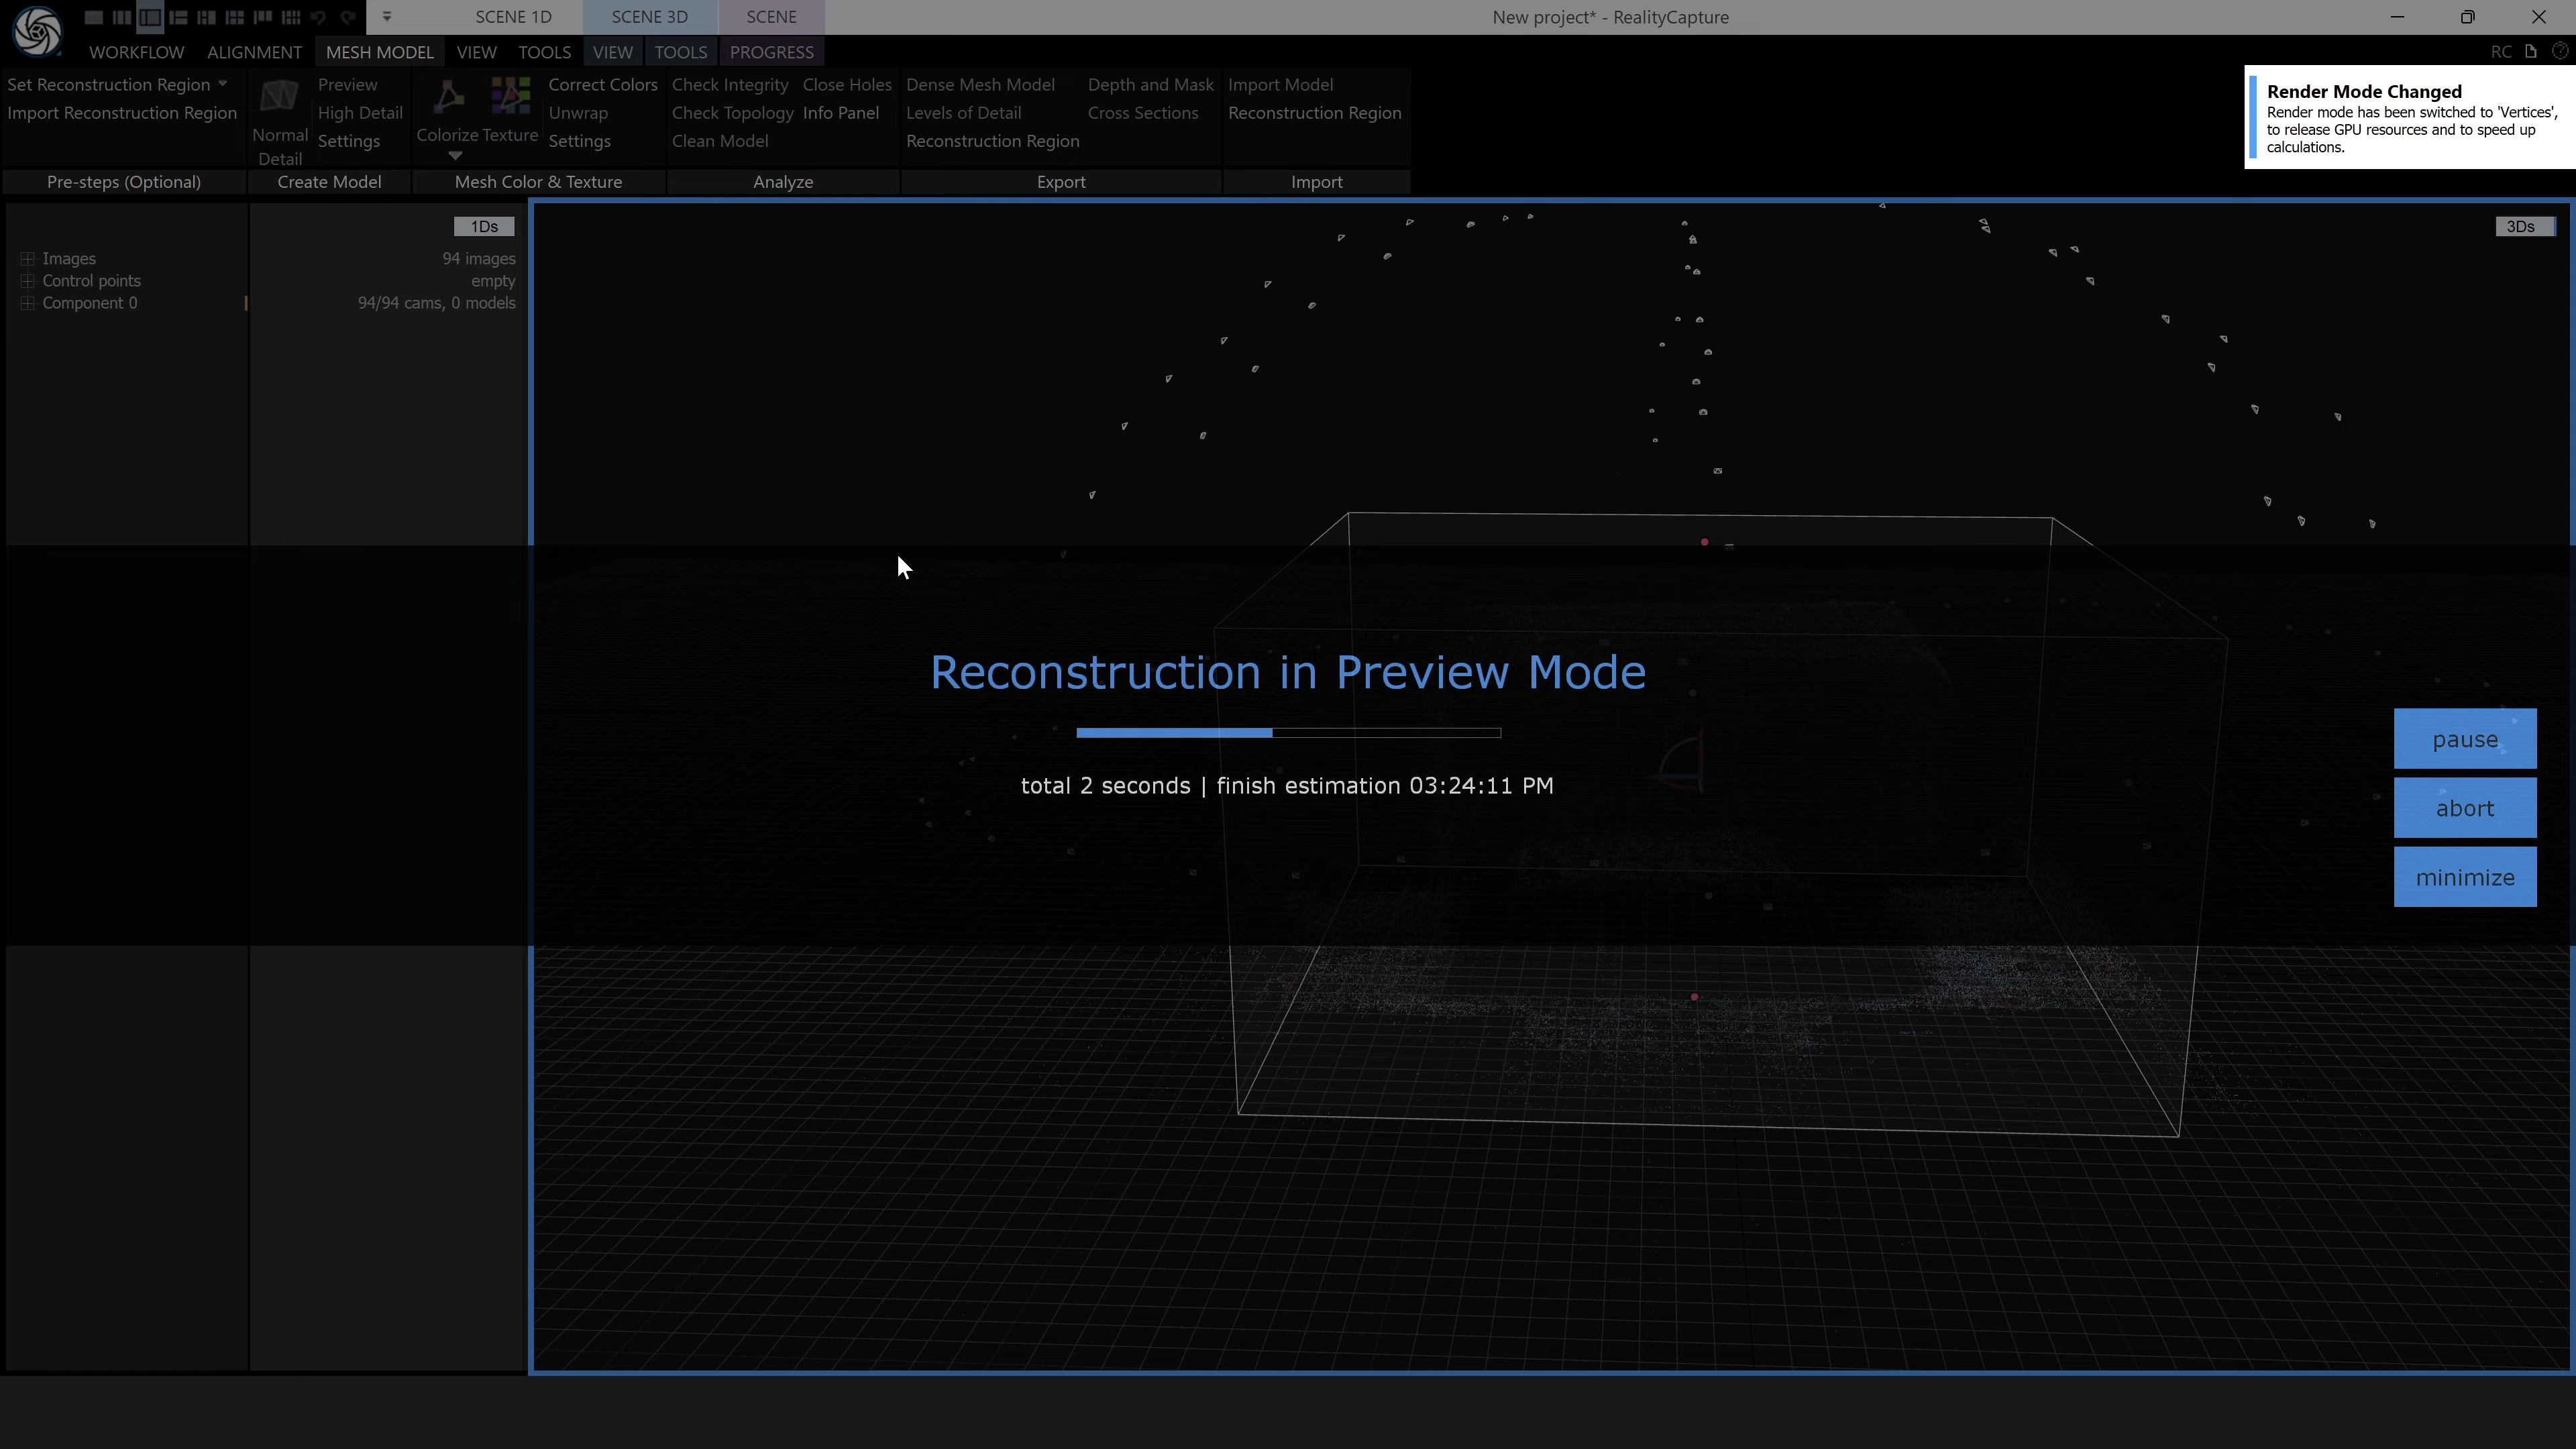 SCENE 1D SCENE 3D SCENE New project* - RealityCapture
WORKFLOW ALIGNMENT MESH MODEL VIEW TOOLS VIEW TOOLS PROGRESS RC
Set Reconstruction Region
Import Reconstruction Region
Pre-steps (Optional)
Normal
Detail
Preview
High Detail
Settings
Create Model
Colorize Texture
Correct Colors
Unwrap
Settings
Mesh Color & Texture
Check Integrity Close Holes
Check Topology Info Panel
Clean Model
Analyze
Dense Mesh Model Depth and Mask
Levels of Detail Cross Sections
Reconstruction Region
Export
Import Model
Reconstruction Region
Import
Render Mode Changed
Render mode has been switched to 'Vertices',
to release GPU resources and to speed up
calculations.
1Ds
Images 94 images
Control points empty
Component 0 94/94 cams, 0 models
3Ds
Reconstruction in Preview Mode
total 2 seconds | finish estimation 03:24:11 PM
pause
abort
minimize